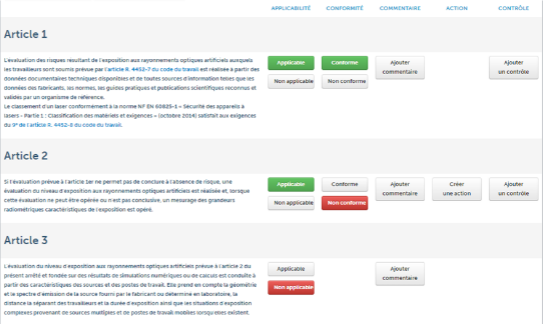 APPLICABILITÉ CONFORMITÉ COMMENTAIRE ACTION CONTRÔLE
Article 1
L'évaluation des risques résultant de l'exposition aux rayonnements optiques artificiels auxquels
les travailleurs sont soumis prévue par l'article R. 4452-7 du code du travail est réalisée à partir des
données documentaires techniques disponibles et de toutes sources d'information telles que les
données des fabricants, les normes, les guides pratiques et publications scientifiques reconnus et
validés par un organisme de référence.
Le classement d'un laser conformément à la norme NF EN 60825-1 « Sécurité des appareils à
lasers - Partie 1 : Classification des matériels et exigences » (octobre 2014) satisfait aux exigences
du 9° de l'article R. 4452-8 du code du travail.
Applicable Conforme Ajouter commentaire Ajouter un contrôle
Non applicable Non conforme
Article 2
Si l'évaluation prévue à l'article 1er ne permet pas de conclure à l'absence de risque, une
évaluation du niveau d'exposition aux rayonnements optiques artificiels est réalisée et, lorsque
cette évaluation ne peut être opérée ou n'est pas conclusive, un mesurage des grandeurs
radiométriques caractéristiques de l'exposition est opéré.
Applicable Conforme Ajouter commentaire Créer une action Ajouter un contrôle
Non applicable Non conforme
Article 3
L'évaluation du niveau d'exposition aux rayonnements optiques artificiels prévue à l'article 2 du
présent arrêté et fondée sur des résultats de simulations numériques ou de calculs est conduite à
partir des caractéristiques des sources et des postes de travail. Elle prend en compte la géométrie
et le spectre d'émission de la source fourni par le fabricant ou déterminé en laboratoire, la
distance la séparant des travailleurs et la durée d'exposition ainsi que les situations d'exposition
complexes provenant de sources multiples et de postes de travail mobiles lorsqu'elles existent.
Applicable Ajouter commentaire
Non applicable